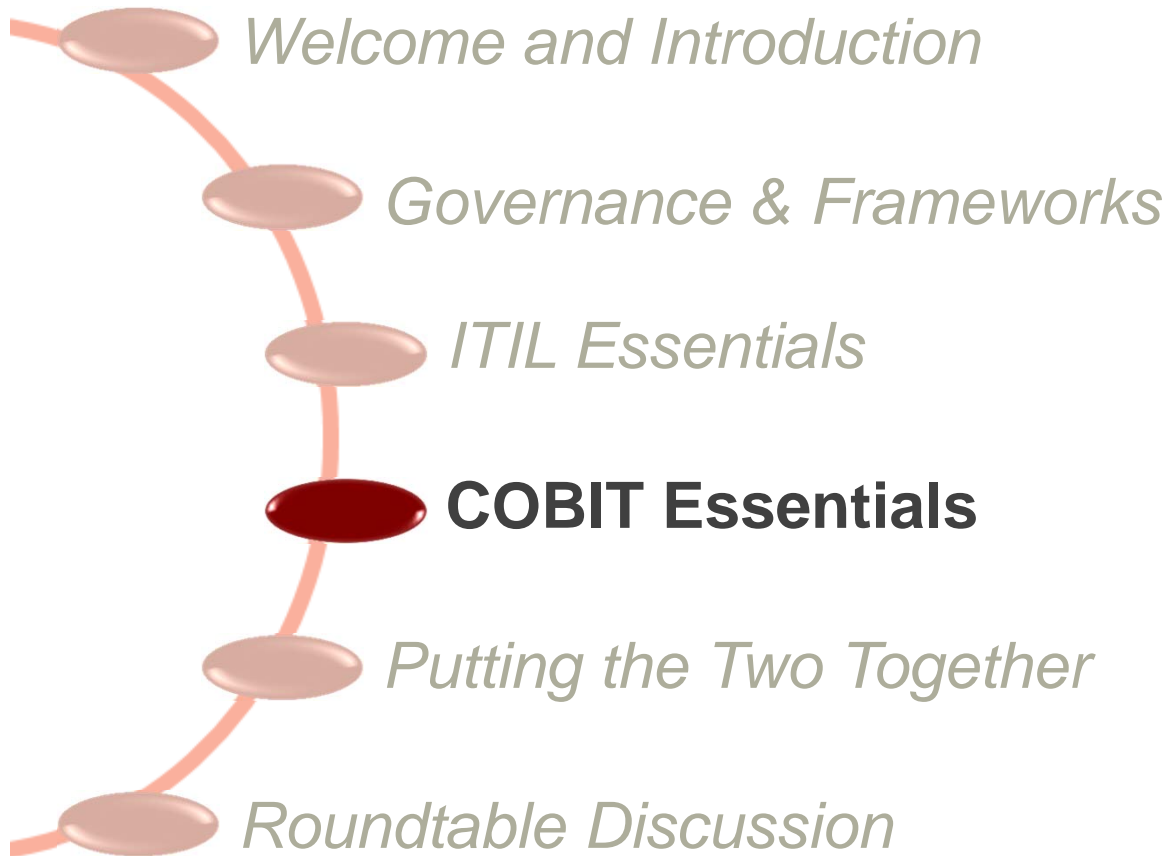 Welcome and Introduction
Governance & Frameworks
ITIL Essentials
COBIT Essentials
Putting the Two Together
Roundtable Discussion